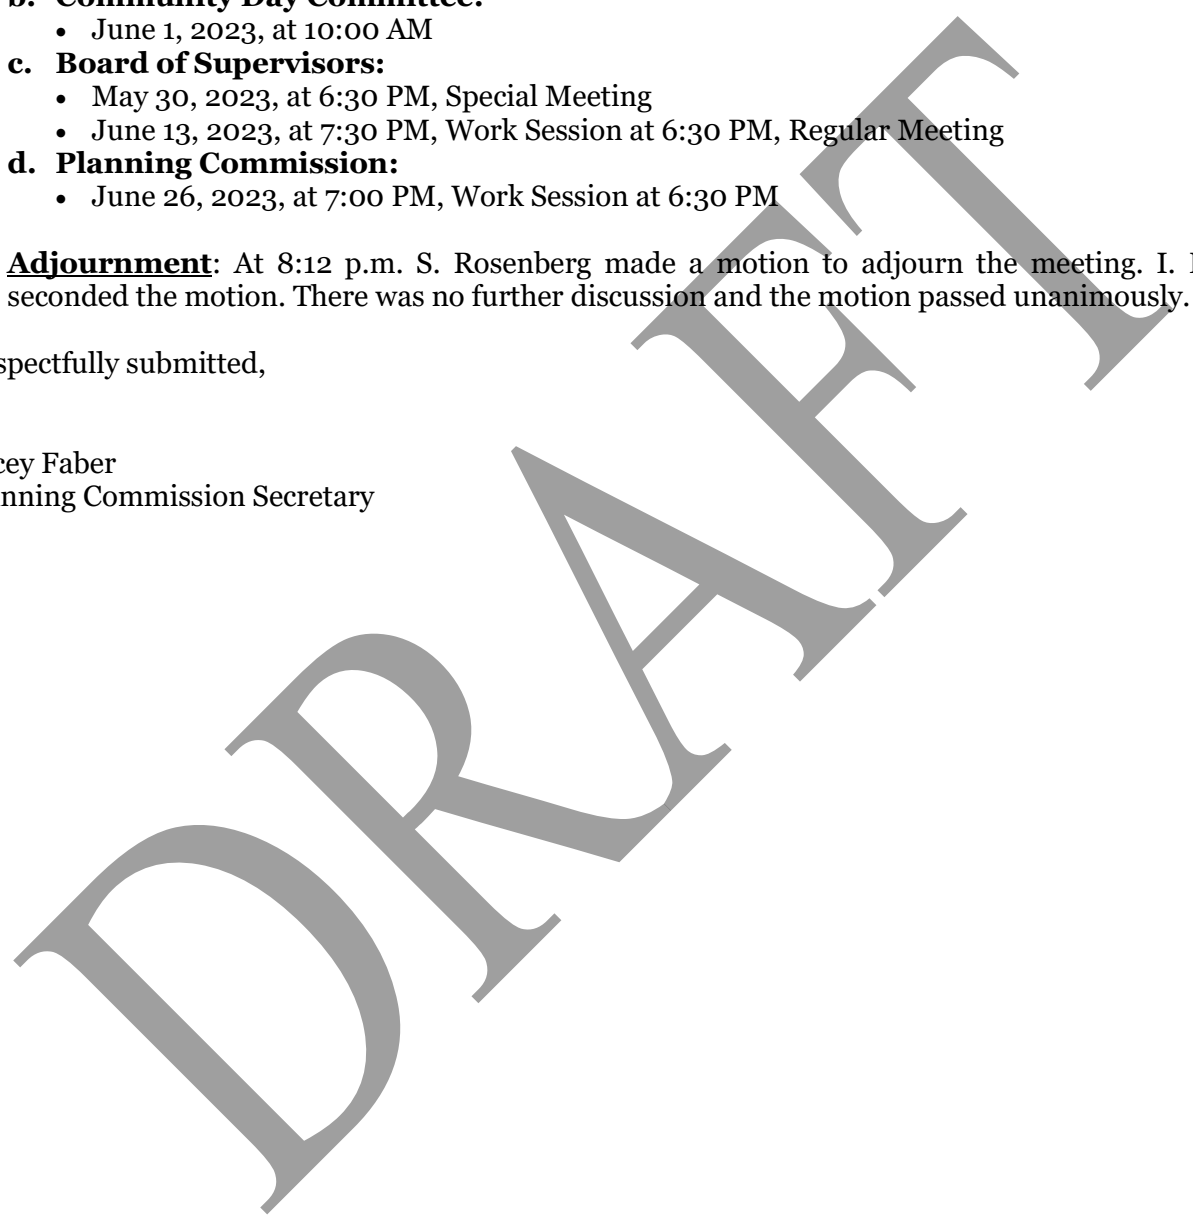 b. Community Day Committee:
• June 1, 2023, at 10:00 AM
c. Board of Supervisors:
• May 30, 2023, at 6:30 PM, Special Meeting
• June 13, 2023, at 7:30 PM, Work Session at 6:30 PM, Regular Meeting
d. Planning Commission:
• June 26, 2023, at 7:00 PM, Work Session at 6:30 PM
Adjournment: At 8:12 p.m. S. Rosenberg made a motion to adjourn the meeting. I.
seconded the motion. There was no further discussion and the motion passed unanimously.
spectfully submitted,
cey Faber
nning Commission Secretary
DRAFT